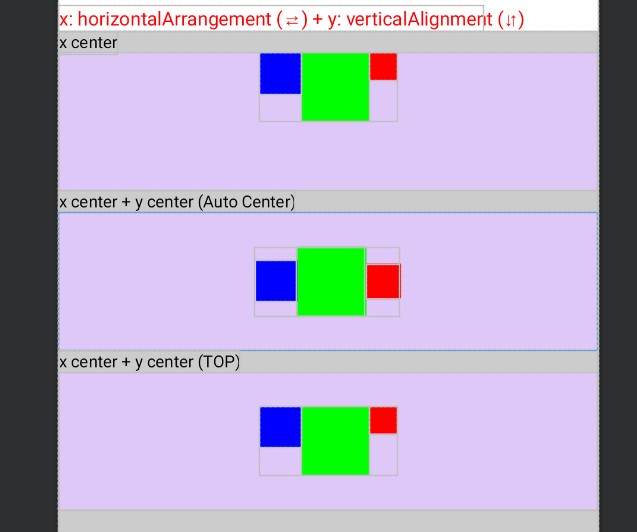 x: horizontalArrangement (⇄) + y: verticalAlignment (⇅)
x center
x center + y center (Auto Center)
x center + y center (TOP)